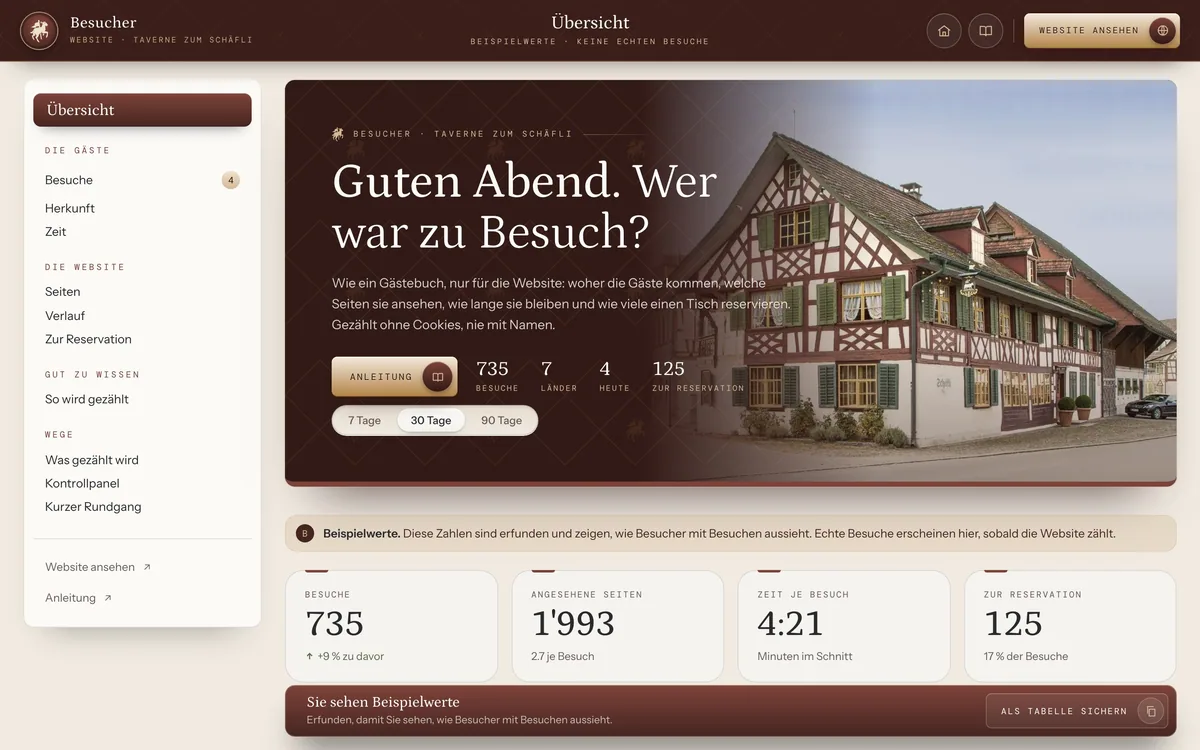 Besucher
WEBSITE · TAVERNE ZUM SCHÄFLI
Übersicht
BEISPIELWERTE · KEINE ECHTEN BESUCHE
WEBSITE ANSEHEN
Übersicht
DIE GÄSTE
Besuche 4
Herkunft
Zeit
DIE WEBSITE
Seiten
Verlauf
Zur Reservation
GUT ZU WISSEN
So wird gezählt
WEGE
Was gezählt wird
Kontrollpanel
Kurzer Rundgang
Website ansehen ↗
Anleitung ↗
BESUCHER · TAVERNE ZUM SCHÄFLI
Guten Abend. Wer
war zu Besuch?
Wie ein Gästebuch, nur für die Website: woher die Gäste kommen, welche
Seiten sie ansehen, wie lange sie bleiben und wie viele einen Tisch reservieren.
Gezählt ohne Cookies, nie mit Namen.
ANLEITUNG
735 7 4 125
BESUCHE LÄNDER HEUTE ZUR RESERVATION
7 Tage 30 Tage 90 Tage
B Beispielwerte. Diese Zahlen sind erfunden und zeigen, wie Besucher mit Besuchen aussieht. Echte Besuche erscheinen hier, sobald die Website zählt.
BESUCHE
735
↑ +9 % zu davor
ANGESEHENE SEITEN
1'993
2.7 je Besuch
ZEIT JE BESUCH
4:21
Minuten im Schnitt
ZUR RESERVATION
125
17 % der Besuche
Sie sehen Beispielwerte
Erfunden, damit Sie sehen, wie Besucher mit Besuchen aussieht.
ALS TABELLE SICHERN